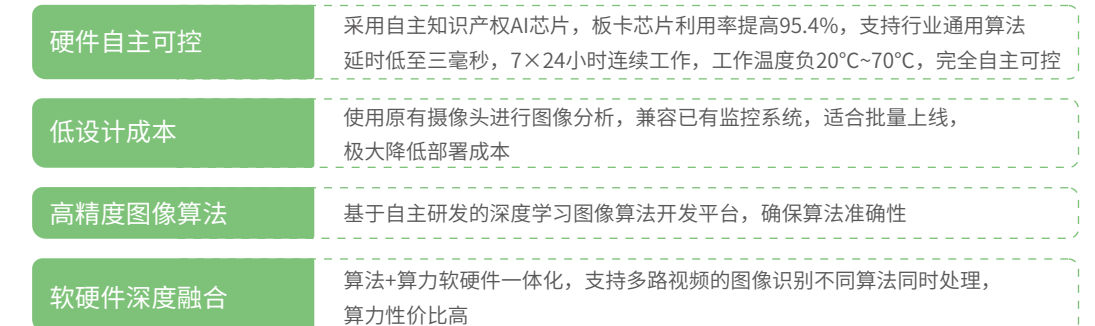 硬件自主可控
采用自主知识产权AI芯片，板卡芯片利用率提高95.4%，支持行业通用算法
延时低至三毫秒，7×24小时连续工作，工作温度负20℃~70℃，完全自主可控
低设计成本
使用原有摄像头进行图像分析，兼容已有监控系统，适合批量上线，
极大降低部署成本
高精度图像算法
基于自主研发的深度学习图像算法开发平台，确保算法准确性
软硬件深度融合
算法+算力软硬件一体化，支持多路视频的图像识别不同算法同时处理，
算力性价比高